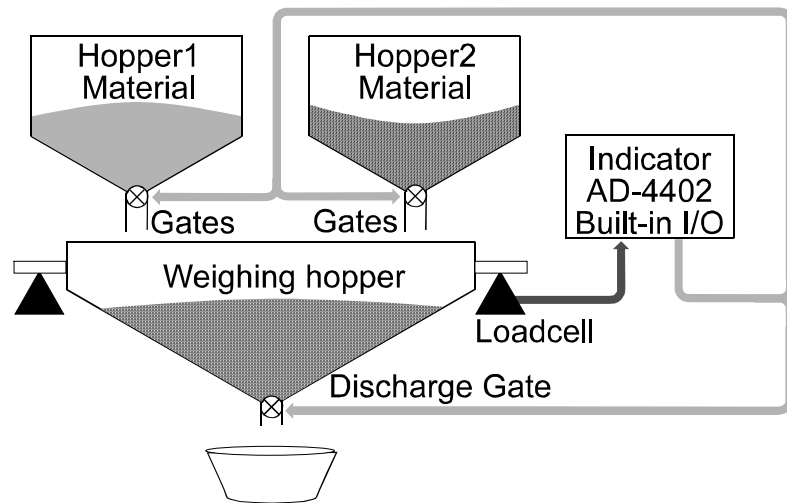 Hopper1
Material
Hopper2
Material
Indicator
AD-4402
Built-in I/O
Gates
Gates
Weighing hopper
Loadcell
Discharge Gate